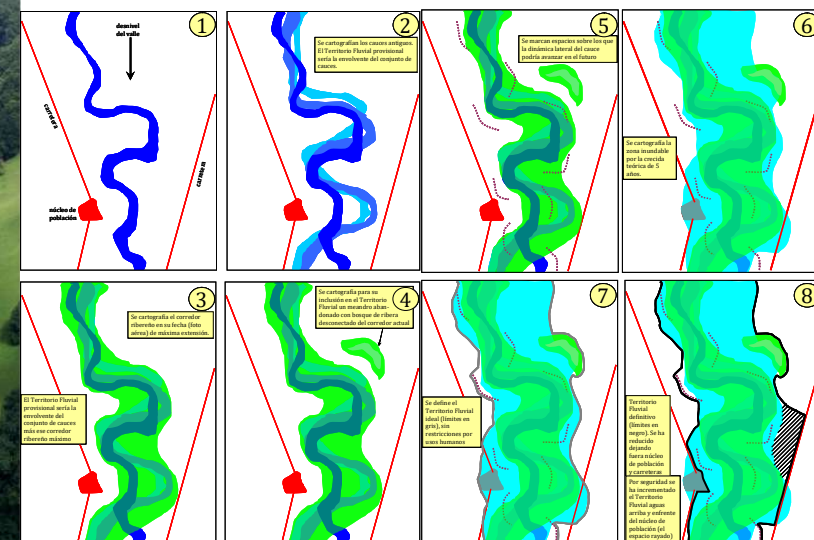 1
desnivel
del valle
carretera
carretera
núcleo de
población
2
Se cartografían los cauces antiguos.
El Territorio Fluvial provisional
sería la envolvente del conjunto de
cauces.
5
Se marcan espacios sobre los que
la dinámica lateral del cauce
podría avanzar en el futuro
6
Se cartografía la
zona inundable
por la crecida
teórica de 5
años.
3
Se cartografía el corredor
ribereño en su fecha (foto
aérea) de máxima extensión.
El Territorio Fluvial
provisional sería la
envolvente del
conjunto de cauces
más ese corredor
ribereño máximo
4
Se cartografía para su
inclusión en el Territorio
Fluvial un meandro aban-
donado con bosque de ribera
desconectado del corredor actual
7
Se define el
Territorio Fluvial
ideal (límites en
gris), sin
restricciones por
usos humanos
8
Territorio
Fluvial
definitivo
(límites en
negro). Se ha
reducido
dejando
fuera núcleo
de población
y carreteras
Por seguridad se
ha incrementado
el Territorio
Fluvial aguas
arriba y enfrente
del núcleo de
población (el
espacio rayado)